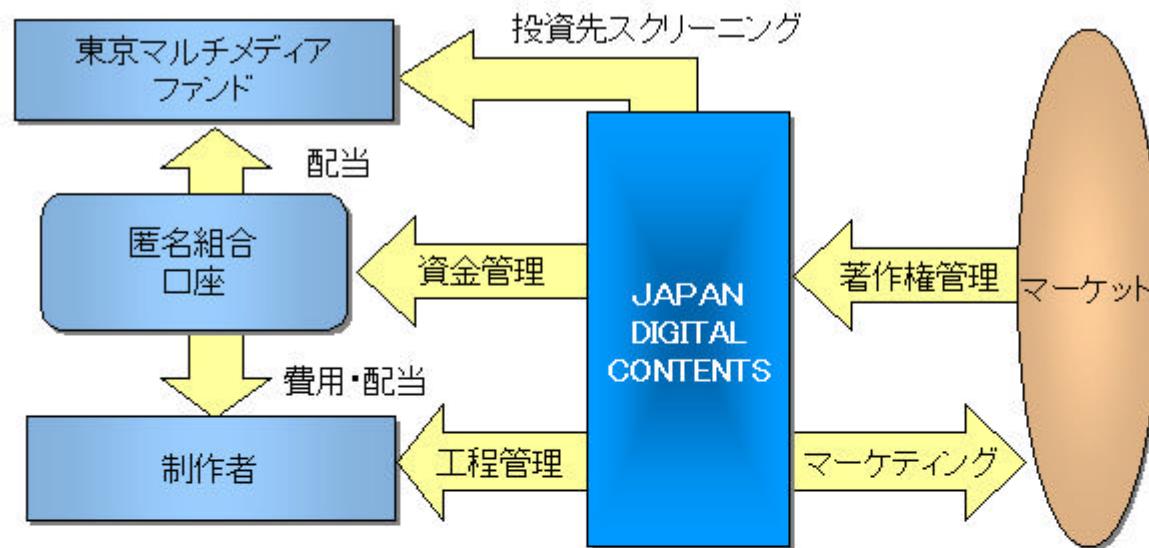 投資先スクリーニング
東京マルチメディア
ファンド
配当
匿名組合
口座
資金管理
JAPAN
DIGITAL
CONTENTS
著作権管理
マーケット
費用・配当
制作者
工程管理
マーケティング